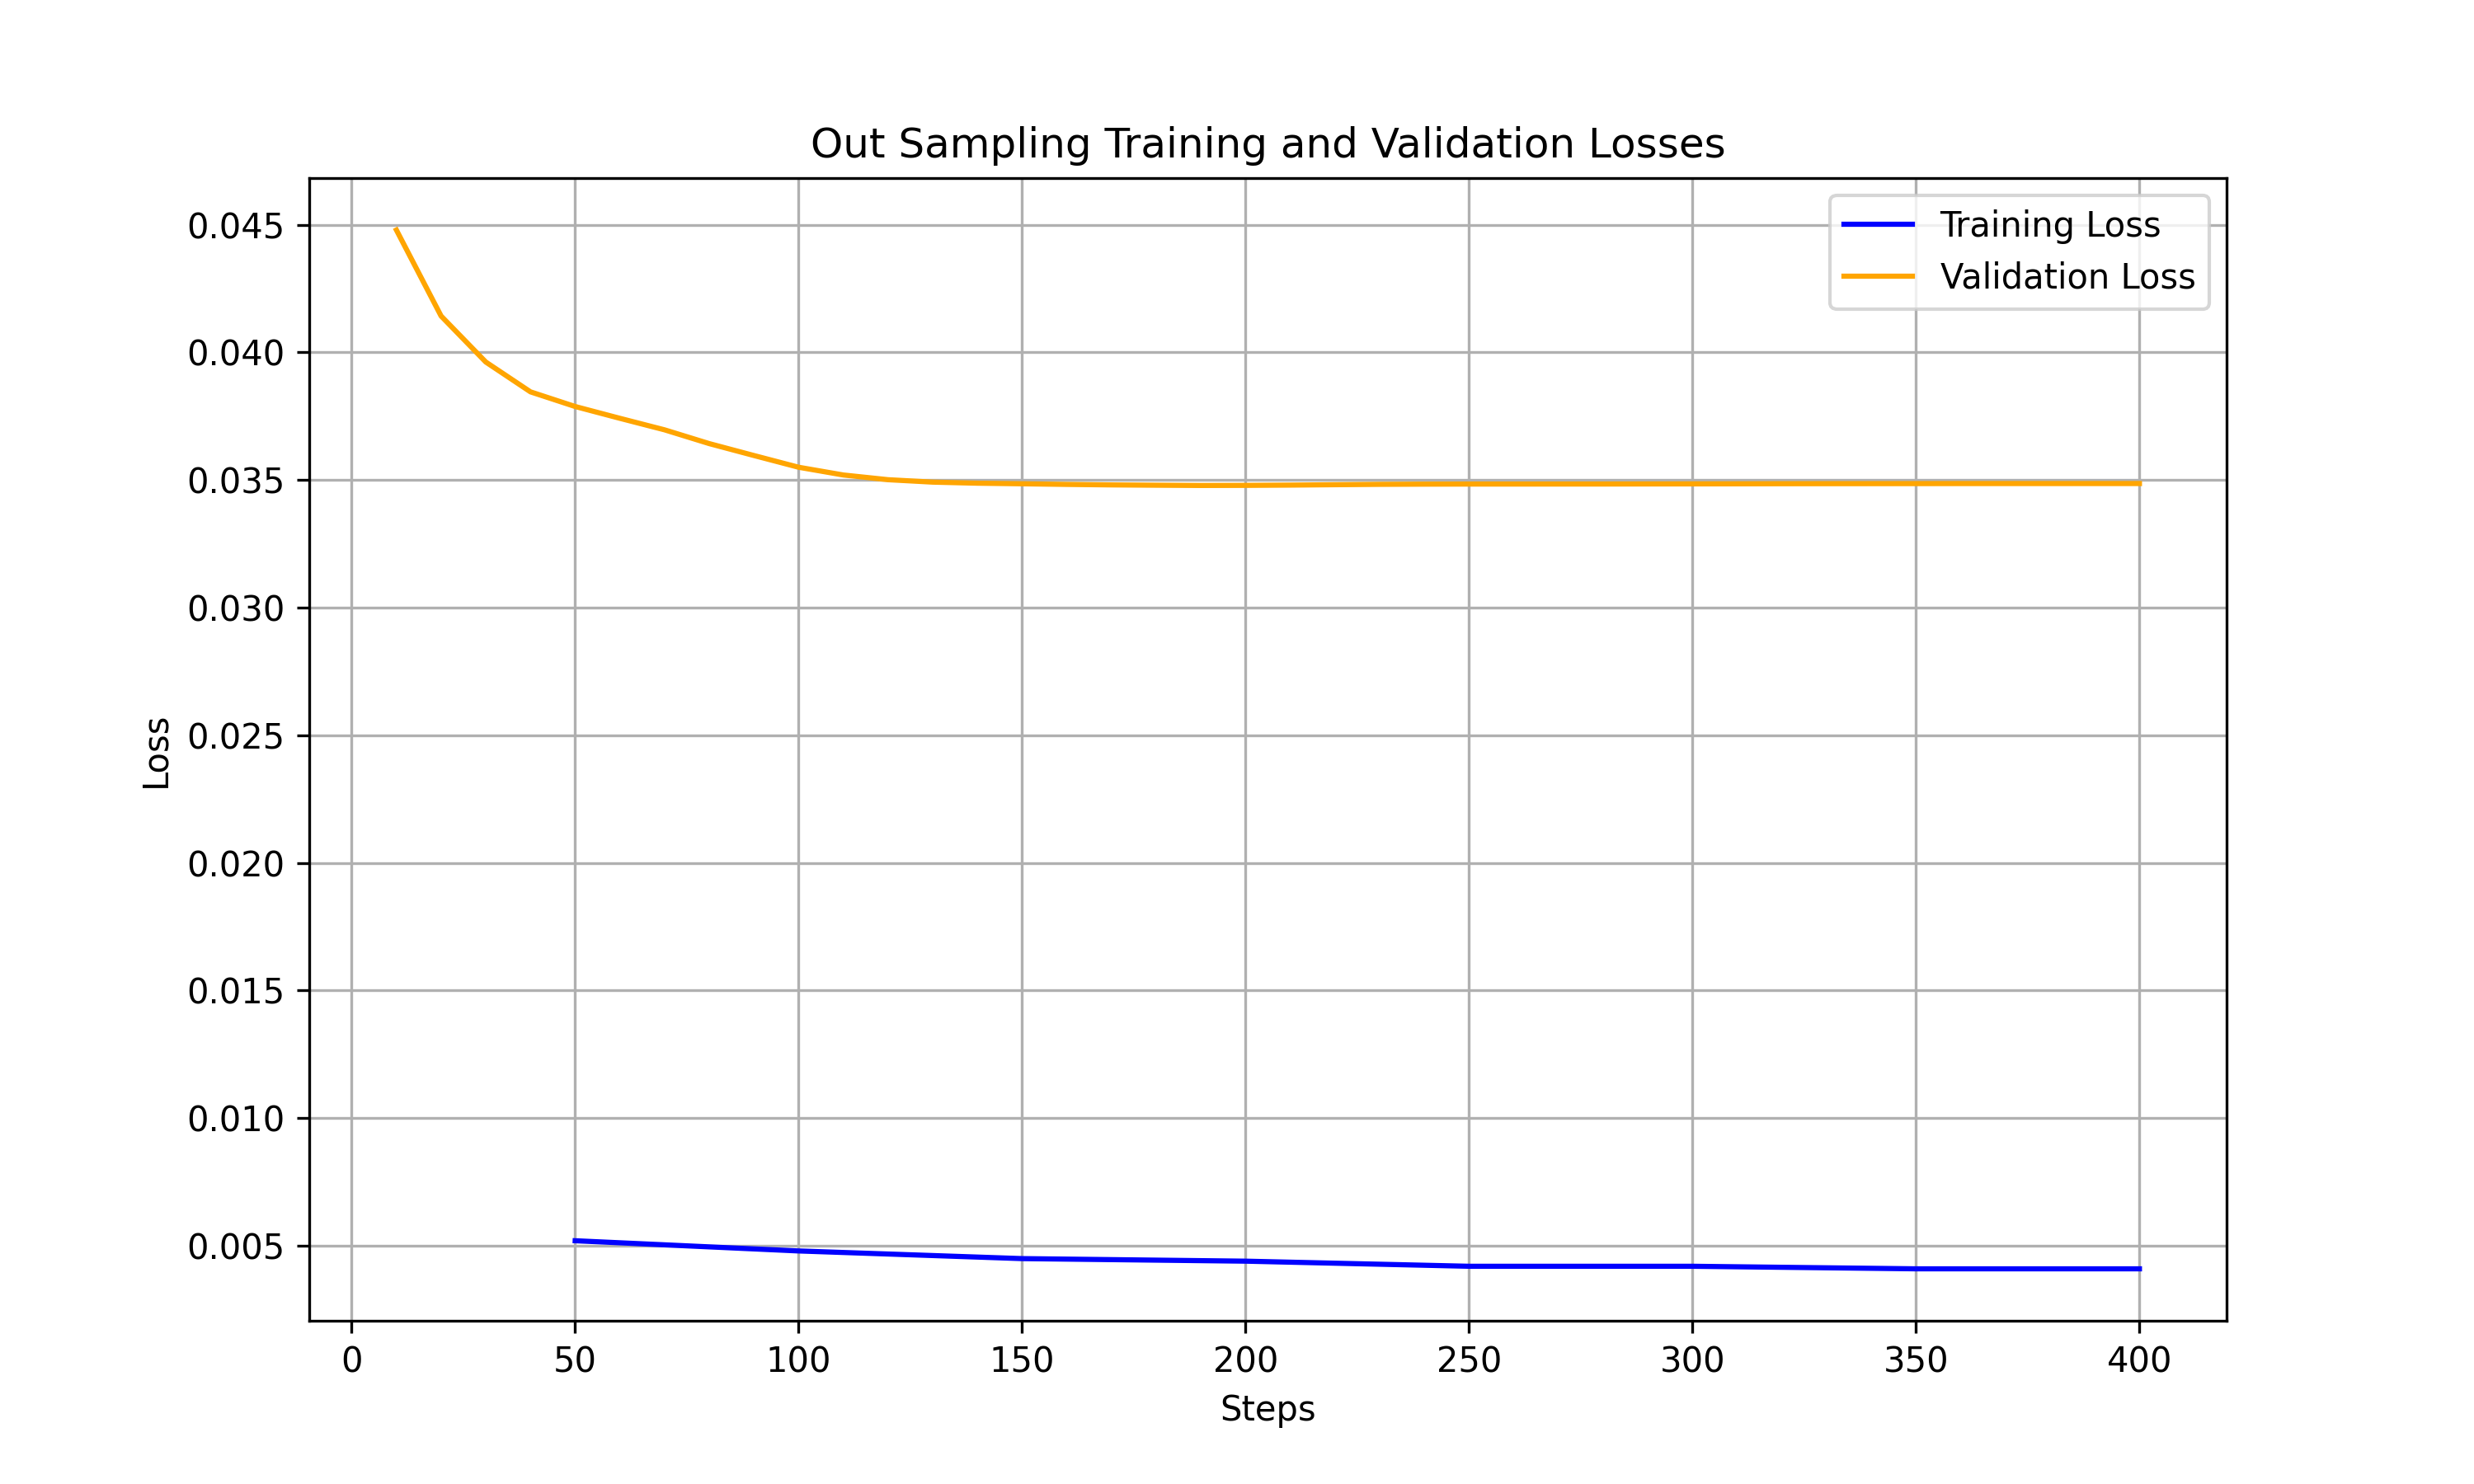 Out Sampling Training and Validation Losses
Training Loss
Validation Loss
0.045
0.040
0.035
0.030
0.025
0.020
0.015
0.010
0.005
Loss
0 50 100 150 200 250 300 350 400
Steps